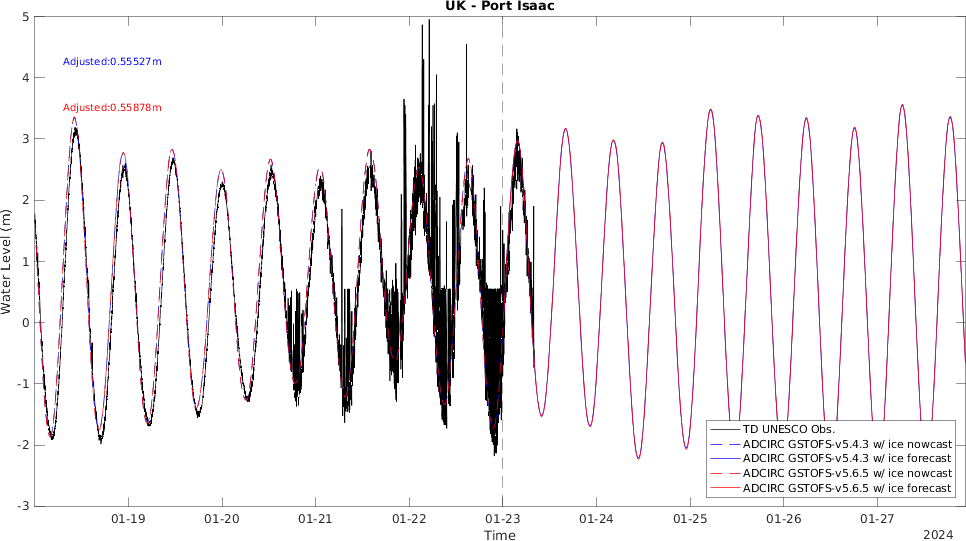 UK - Port Isaac
5
Adjusted:0.55527m
4
Adjusted:0.55878m
3
2
1
0
-1
-2
-3
Water Level (m)
TD UNESCO Obs.
ADCIRC GSTOFS-v5.4.3 w/ ice nowcast
ADCIRC GSTOFS-v5.4.3 w/ ice forecast
ADCIRC GSTOFS-v5.6.5 w/ ice nowcast
ADCIRC GSTOFS-v5.6.5 w/ ice forecast
01-19 01-20 01-21 01-22 01-23 01-24 01-25 01-26 01-27
Time
2024